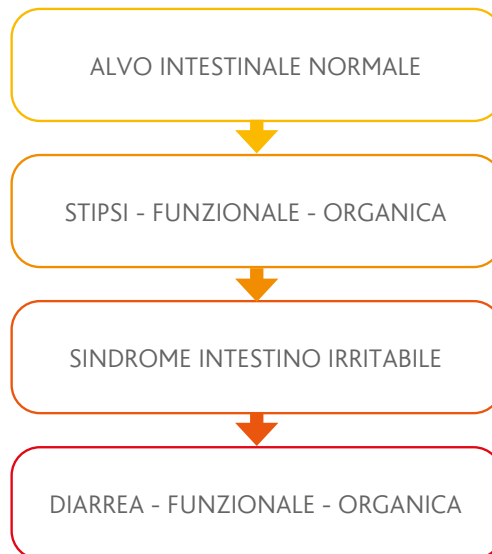 ALVO INTESTINALE NORMALE
STIPSI - FUNZIONALE - ORGANICA
SINDROME INTESTINO IRRITABILE
DIARREA - FUNZIONALE - ORGANICA